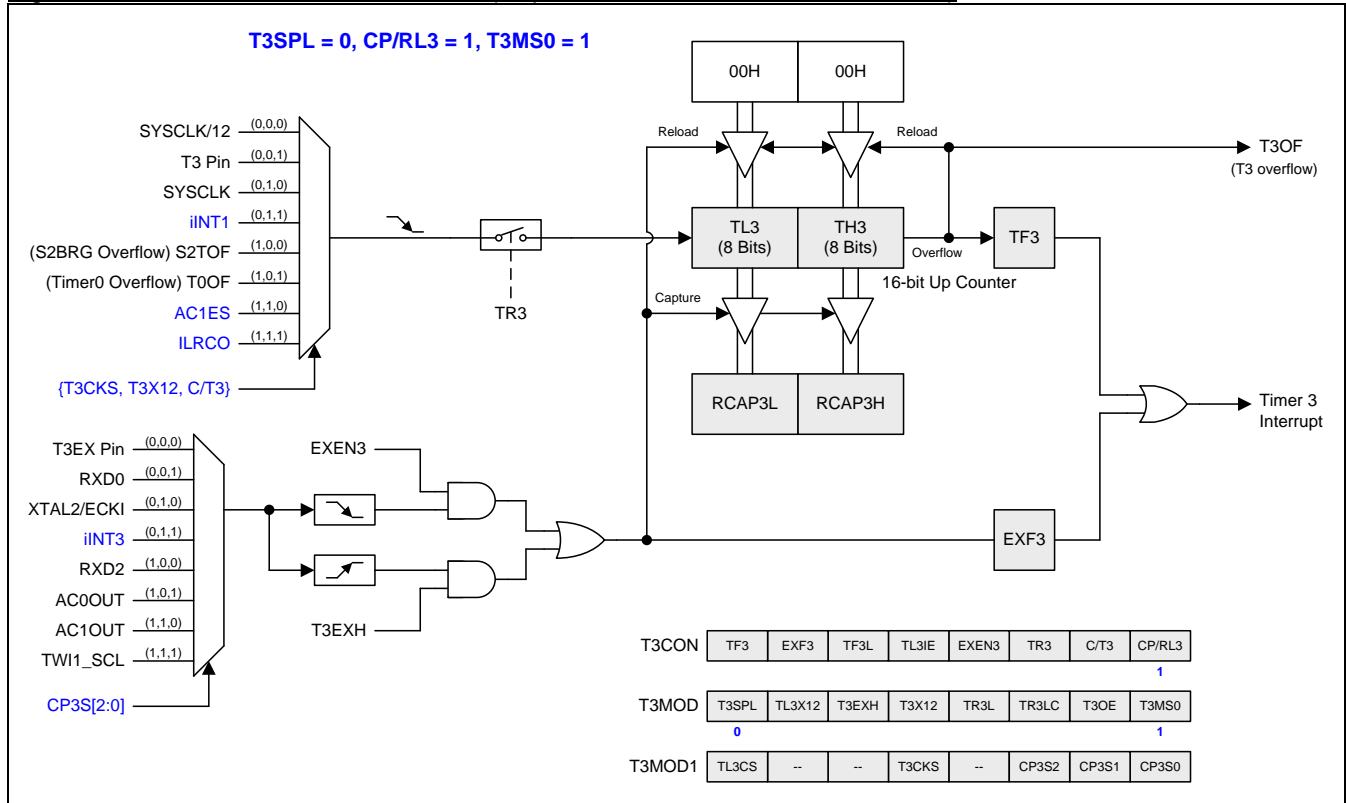 T3SPL = 0, CP/RL3 = 1, T3MS0 = 1
00H 00H
SYSCLK/12 (0,0,0)
T3 Pin (0,0,1)
SYSCLK (0,1,0)
iINT1 (0,1,1)
(S2BRG Overflow) S2TOF (1,0,0)
(Timer0 Overflow) T0OF (1,0,1)
AC1ES (1,1,0)
ILRCO (1,1,1)
{T3CKS, T3X12, C/T3}
TR3
Reload
Reload
T3OF
(T3 overflow)
TL3
(8 Bits)
TH3
(8 Bits)
Overflow
TF3
16-bit Up Counter
Capture
RCAP3L RCAP3H
Timer 3
Interrupt
T3EX Pin (0,0,0)
RXD0 (0,0,1)
XTAL2/ECKI (0,1,0)
iINT3 (0,1,1)
RXD2 (1,0,0)
AC0OUT (1,0,1)
AC1OUT (1,1,0)
TWI1_SCL (1,1,1)
CP3S[2:0]
EXEN3
T3EXH
EXF3
T3CON TF3 EXF3 TF3L TL3IE EXEN3 TR3 C/T3 CP/RL3
1
T3MOD T3SPL TL3X12 T3EXH T3X12 TR3L TR3LC T3OE T3MS0
0 1
T3MOD1 TL3CS -- -- T3CKS -- CP3S2 CP3S1 CP3S0